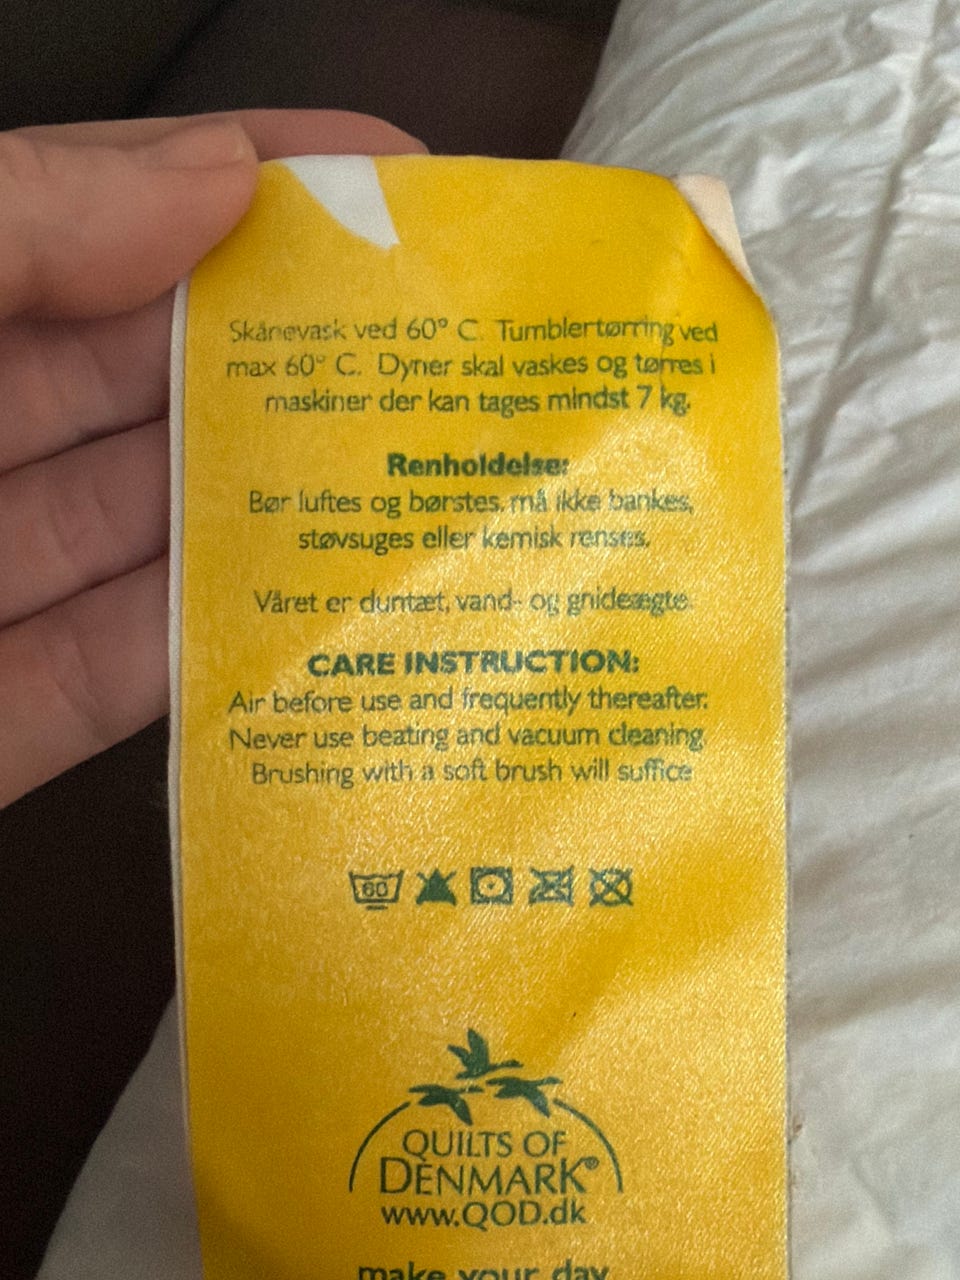 Skånevask ved 60° C. Tumblertørring ved
max 60° C. Dyner skal vaskes og tørres i
maskiner der kan tages mindst 7 kg.
Renholdelse:
Bør luftes og børstes, må ikke bankes,
støvsuges eller kemisk renses.
Våret er duntæt, vand- og gnideægte.
CARE INSTRUCTION:
Air before use and frequently thereafter.
Never use beating and vacuum cleaning
Brushing with a soft brush will suffice
60
QUILTS OF
DENMARK®
www.QOD.dk
make your day